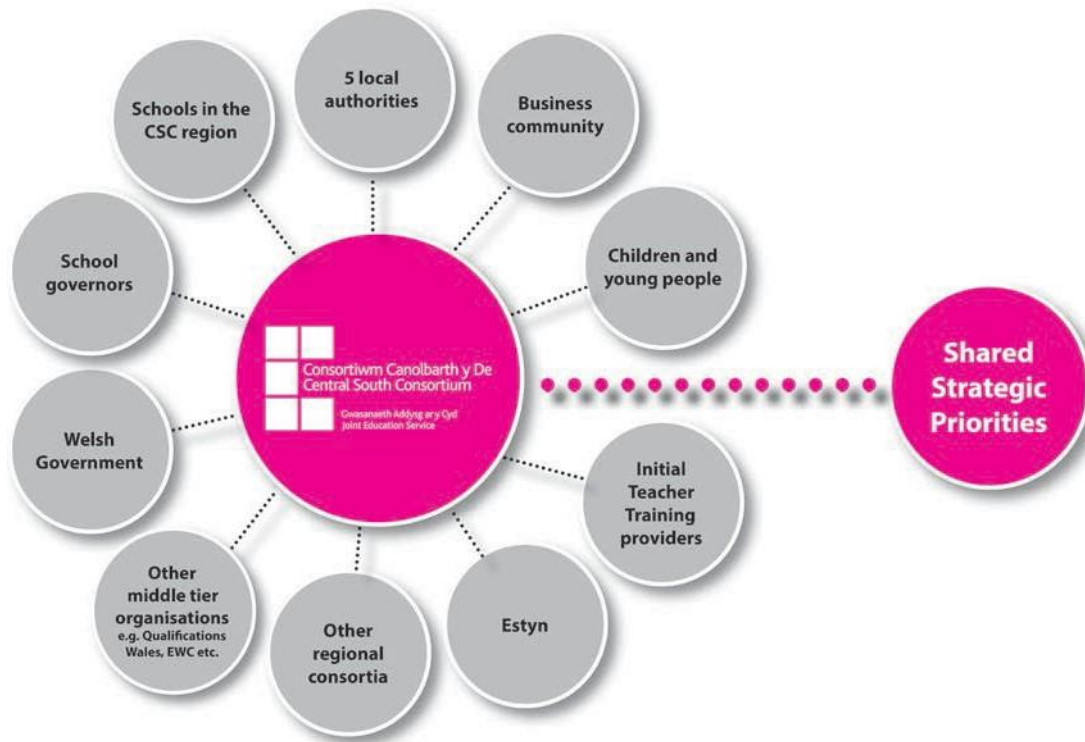 5 local
authorities
Business
community
Children and
young people
Initial
Teacher
Training
providers
Estyn
Other
regional
consortia
Other
middle tier
organisations
e.g. Qualifications
Wales, EWC etc.
Welsh
Government
School
governors
Schools in the
CSC region
Consortiwm Canolbarth y De
Central South Consortium
Gwasanaeth Addysg ar y Cyd
Joint Education Service
Shared
Strategic
Priorities